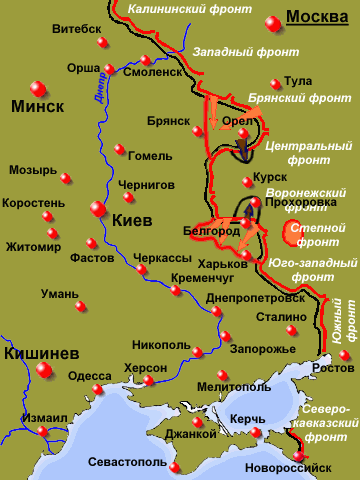 Калининский фронт
Москва
Витебск
Западный фронт
Орша
Смоленск
Днепр
Тула
Минск
Брянский фронт
Брянск
Орел
Гомель
Центральный
фронт
Мозырь
Курск
Чернигов
Воронежский
фронт
Коростень
Прохоровка
Киев
Белгород
Степной
фронт
Житомир
Фастов
Черкассы
Харьков
Юго-западный
фронт
Кременчуг
Умань
Днепропетровск
Сталино
Южный
фронт
Никополь
Запорожье
Кишинев
Ростов
Одесса
Херсон
Мелитополь
Измаил
Джанкой
Керчь
Северо-
кавказский
фронт
Севастополь
Новороссийск